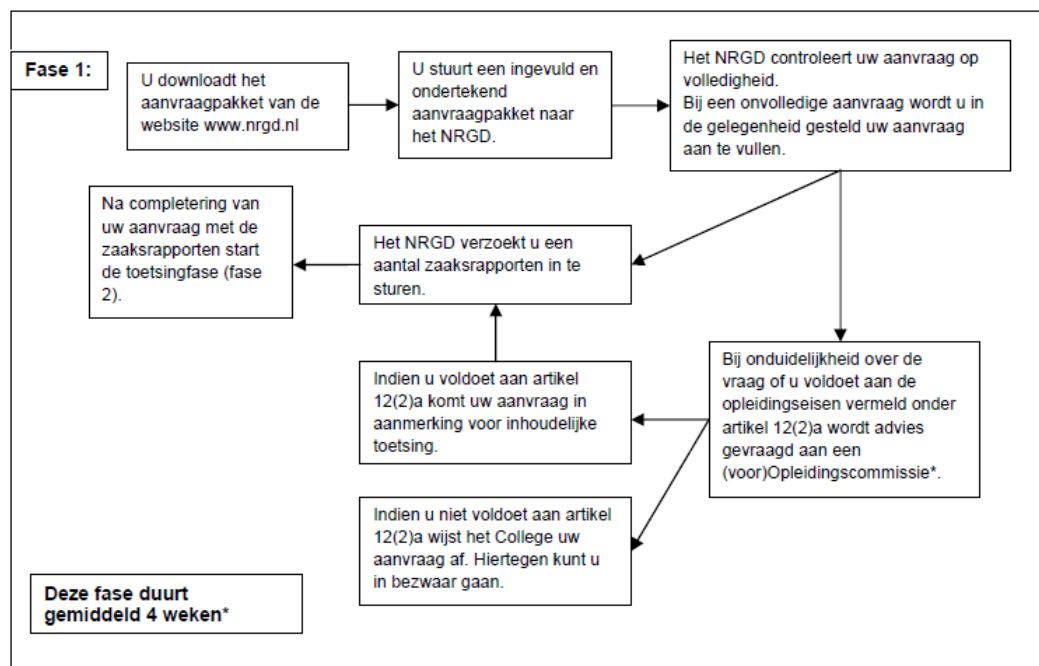 Fase 1:
U downloadt het
aanvraagpakket van de
website www.nrgd.nl
U stuurt een ingevuld en
ondertekend
aanvraagpakket naar
het NRGD.
Het NRGD controleert uw aanvraag op
volledigheid.
Bij een onvolledige aanvraag wordt u in
de gelegenheid gesteld uw aanvraag
aan te vullen.
Na completering van
uw aanvraag met de
zaaksrapporten start
de toetsingfase (fase
2).
Het NRGD verzoekt u een
aantal zaaksrapporten in te
sturen.
Indien u voldoet aan artikel
12(2)a komt uw aanvraag in
aanmerking voor inhoudelijke
toetsing.
Bij onduidelijkheid over de
vraag of u voldoet aan de
opleidingseisen vermeld onder
artikel 12(2)a wordt advies
gevraagd aan een
(voor)Opleidingscommissie*.
Indien u niet voldoet aan artikel
12(2)a wijst het College uw
aanvraag af. Hiertegen kunt u
in bezwaar gaan.
Deze fase duurt
gemiddeld 4 weken*